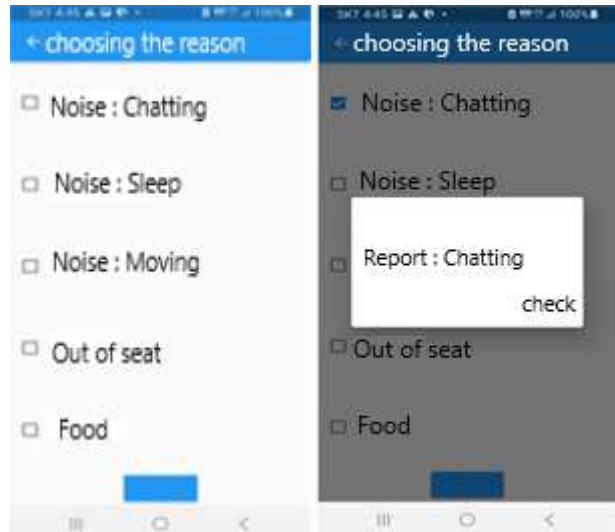 choosing the reason
Noise : Chatting
Noise : Sleep
Noise : Moving
Out of seat
Food
choosing the reason
Noise : Chatting
Noise : Sleep
Report : Chatting
check
Out of seat
Food